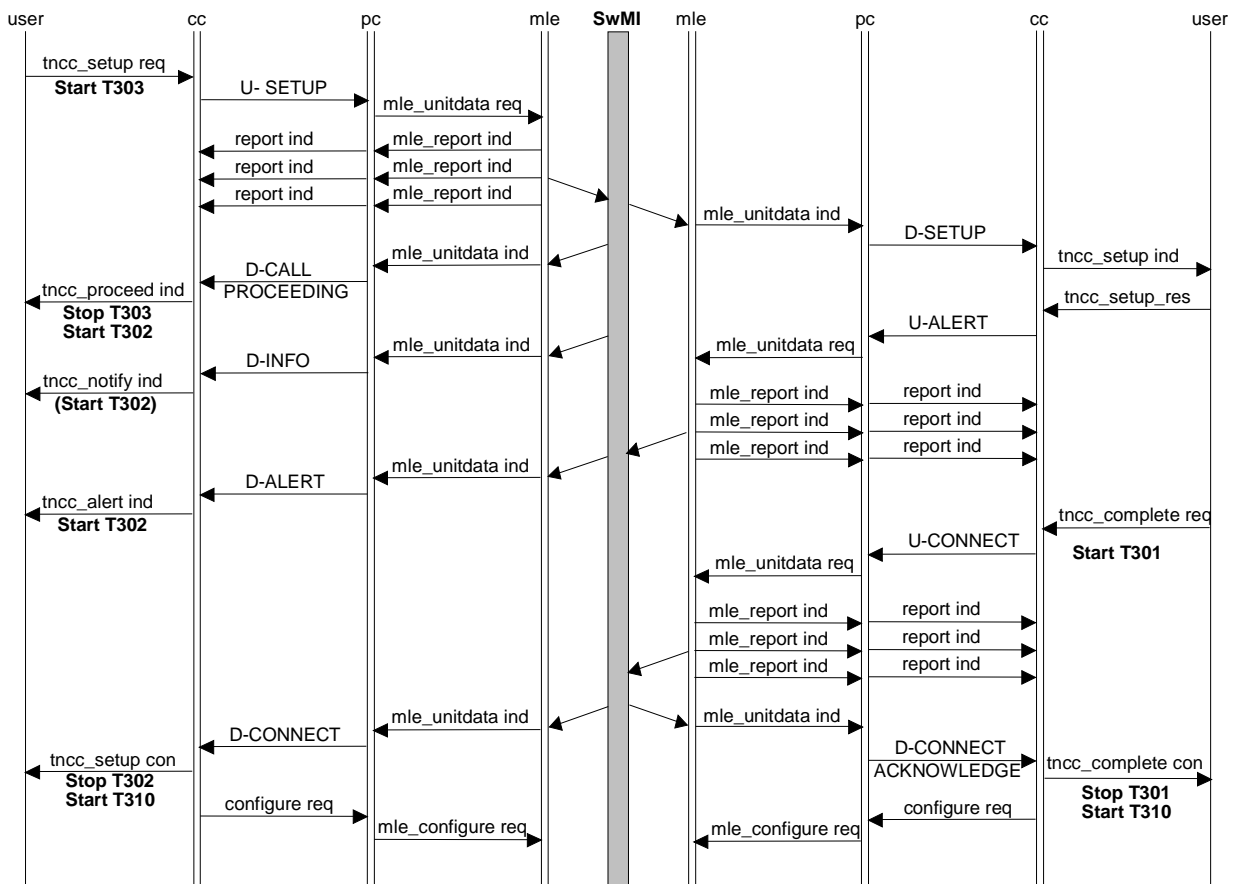 user cc pc mle SwMI mle pc cc user
tncc_setup req
Start T303
U- SETUP
mle_unitdata req
report ind
mle_report ind
report ind
mle_report ind
report ind
mle_report ind
mle_unitdata ind
D-SETUP
tncc_setup ind
mle_unitdata ind
D-CALL
PROCEEDING
tncc_proceed ind
Stop T303
Start T302
tncc_setup_res
U-ALERT
mle_unitdata req
mle_unitdata ind
D-INFO
tncc_notify ind
(Start T302)
mle_report ind
report ind
mle_report ind
report ind
mle_report ind
report ind
mle_unitdata ind
D-ALERT
tncc_alert ind
Start T302
tncc_complete req
Start T301
U-CONNECT
mle_unitdata req
mle_report ind
report ind
mle_report ind
report ind
mle_report ind
report ind
mle_unitdata ind
D-CONNECT
tncc_setup con
Stop T302
Start T310
mle_unitdata ind
D-CONNECT
ACKNOWLEDGE
tncc_complete con
Stop T301
Start T310
configure req
mle_configure req
configure req
mle_configure req